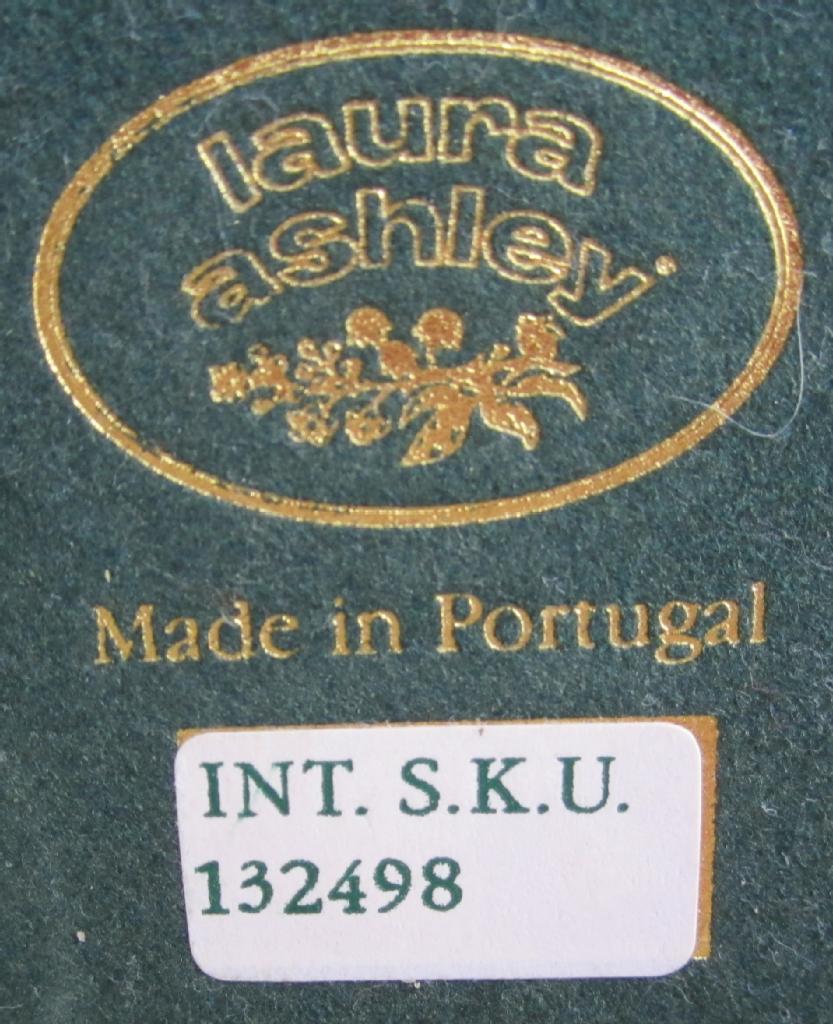 laura
ashley
Made in Portugal
INT. S.K.U.
132498